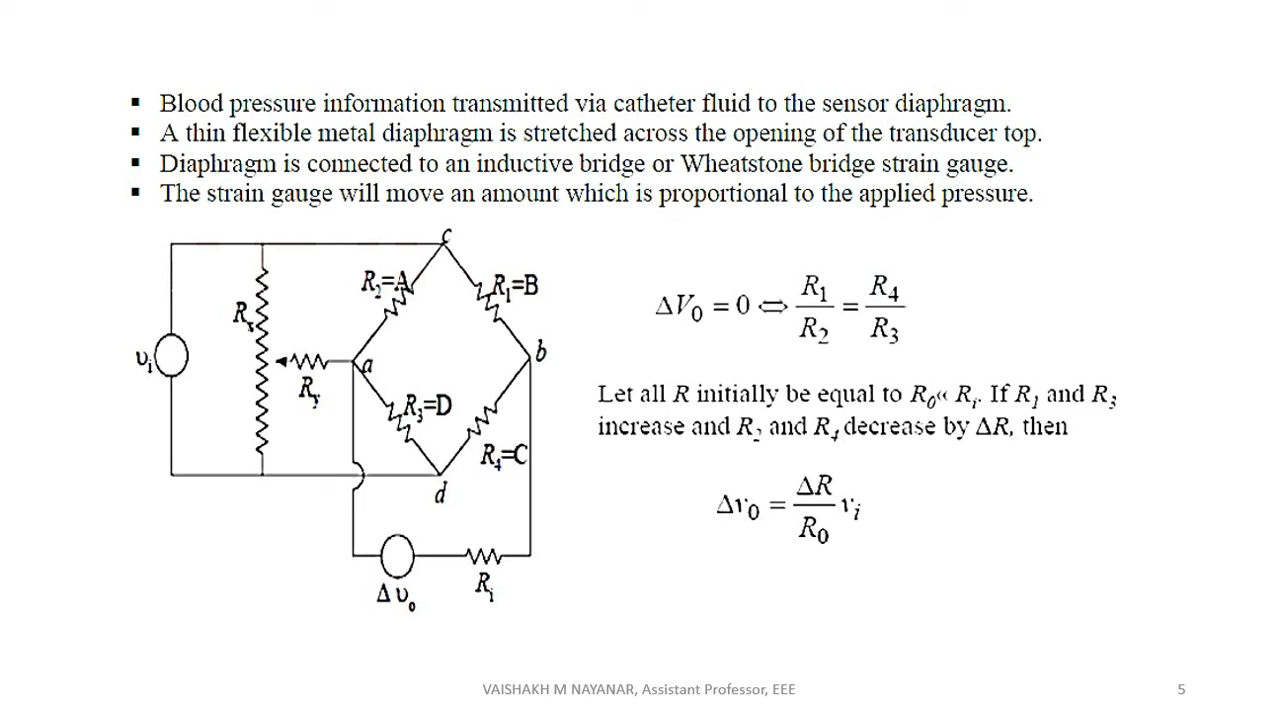 ▪ Blood pressure information transmitted via catheter fluid to the sensor diaphragm.
▪ A thin flexible metal diaphragm is stretched across the opening of the transducer top.
▪ Diaphragm is connected to an inductive bridge or Wheatstone bridge strain gauge.
▪ The strain gauge will move an amount which is proportional to the applied pressure.
c
R₂=A
R₁=B
Rₓ
υᵢ
a
b
R_y
R₃=D
R₄=C
d
Δυ₀
Rᵢ
ΔV₀ = 0 ⇔ R₁/R₂ = R₄/R₃
Let all R initially be equal to R₀‹‹ Rᵢ. If R₁ and R₃
increase and R₂ and R₄ decrease by ΔR, then
Δv₀ = ΔR/R₀ vᵢ
VAISHAKH M NAYANAR, Assistant Professor, EEE
5